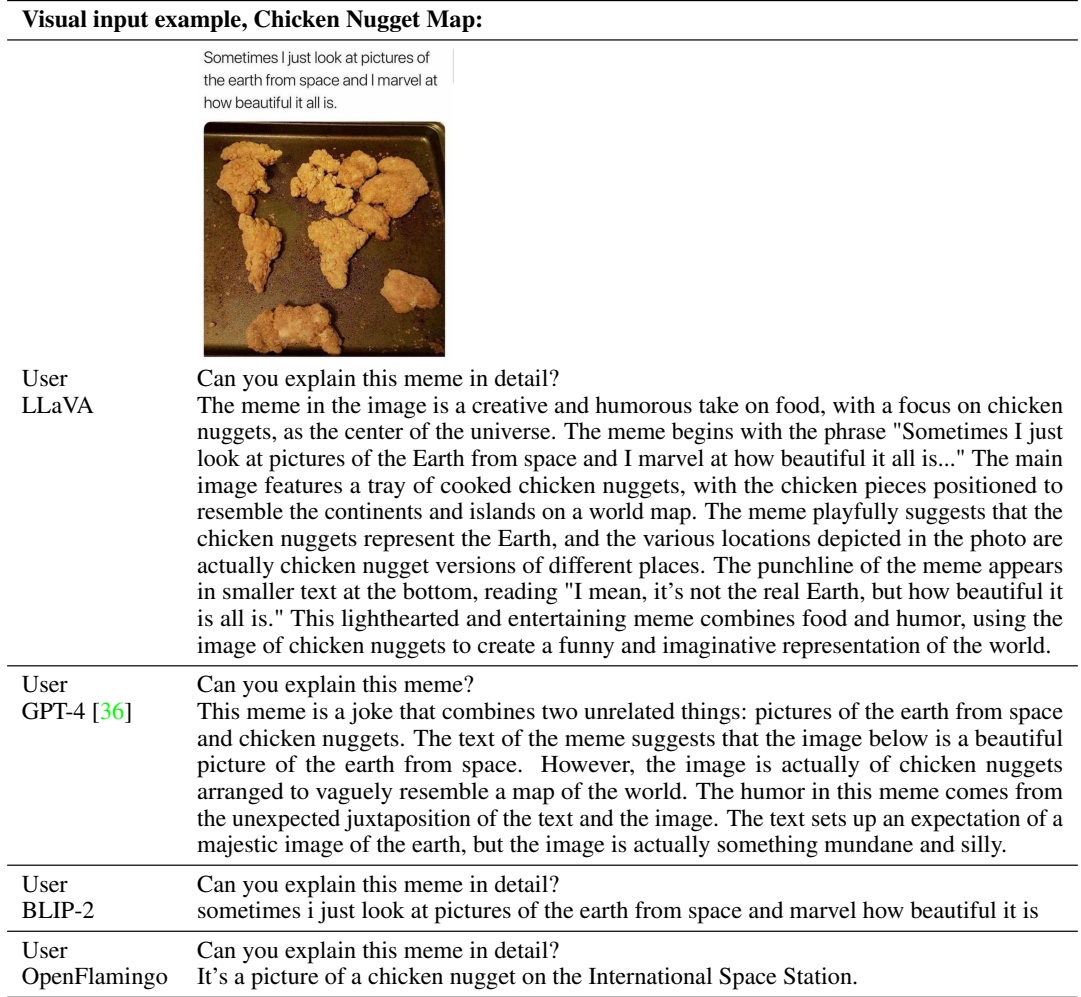 Visual input example, Chicken Nugget Map:
Sometimes I just look at pictures of
the earth from space and I marvel at
how beautiful it all is.
User Can you explain this meme in detail?
LLaVA The meme in the image is a creative and humorous take on food, with a focus on chicken
nuggets, as the center of the universe. The meme begins with the phrase "Sometimes I just
look at pictures of the Earth from space and I marvel at how beautiful it all is..." The main
image features a tray of cooked chicken nuggets, with the chicken pieces positioned to
resemble the continents and islands on a world map. The meme playfully suggests that the
chicken nuggets represent the Earth, and the various locations depicted in the photo are
actually chicken nugget versions of different places. The punchline of the meme appears
in smaller text at the bottom, reading "I mean, it's not the real Earth, but how beautiful it
is all is." This lighthearted and entertaining meme combines food and humor, using the
image of chicken nuggets to create a funny and imaginative representation of the world.
User Can you explain this meme?
GPT-4 [36] This meme is a joke that combines two unrelated things: pictures of the earth from space
and chicken nuggets. The text of the meme suggests that the image below is a beautiful
picture of the earth from space. However, the image is actually of chicken nuggets
arranged to vaguely resemble a map of the world. The humor in this meme comes from
the unexpected juxtaposition of the text and the image. The text sets up an expectation of a
majestic image of the earth, but the image is actually something mundane and silly.
User Can you explain this meme in detail?
BLIP-2 sometimes i just look at pictures of the earth from space and marvel how beautiful it is
User Can you explain this meme in detail?
OpenFlamingo It's a picture of a chicken nugget on the International Space Station.